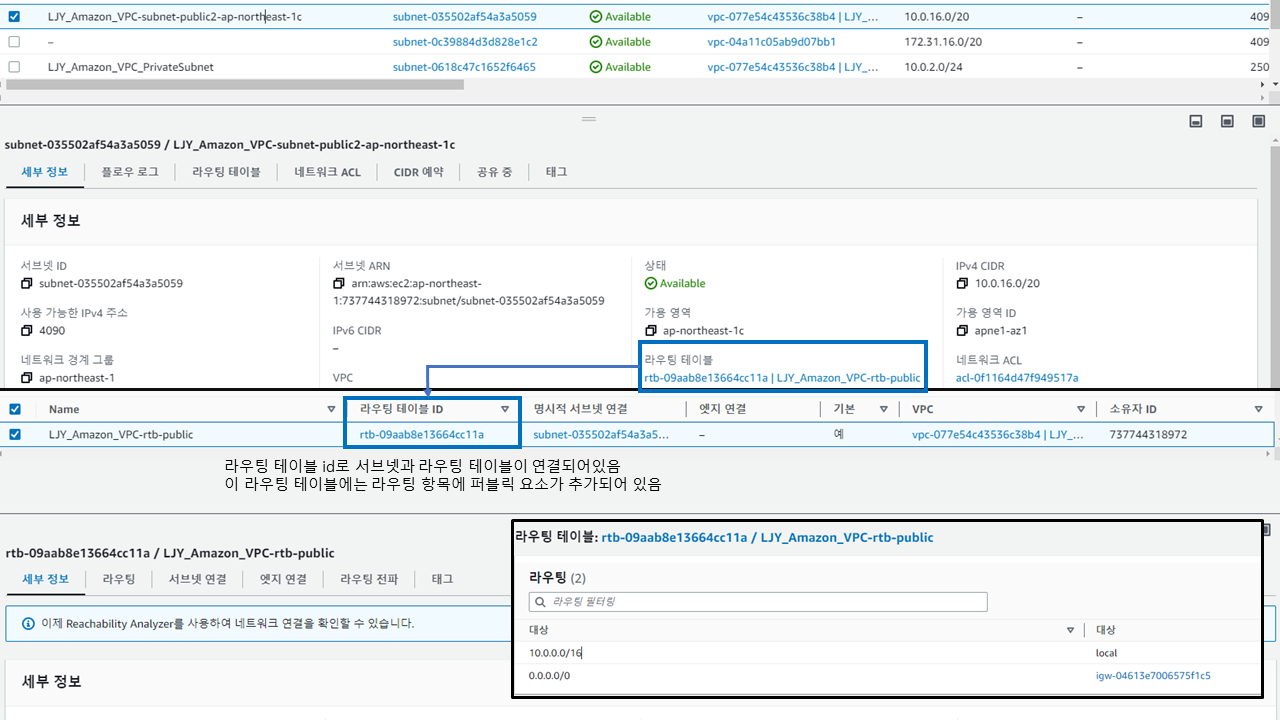 LJY_Amazon_VPC-subnet-public2-ap-northeast-1c subnet-035502af54a3a5059 Available vpc-077e54c43536c38b4 | LJY_... 10.0.16.0/20 – 409
– subnet-0c39884d3d828e1c2 Available vpc-04a11c05ab9d07bb1 172.31.16.0/20 – 409
LJY_Amazon_VPC_PrivateSubnet subnet-0618c47c1652f6465 Available vpc-077e54c43536c38b4 | LJY_... 10.0.2.0/24 – 250
subnet-035502af54a3a5059 / LJY_Amazon_VPC-subnet-public2-ap-northeast-1c
세부 정보 플로우 로그 라우팅 테이블 네트워크 ACL CIDR 예약 공유 중 태그
세부 정보
서브넷 ID
subnet-035502af54a3a5059
사용 가능한 IPv4 주소
4090
네트워크 경계 그룹
ap-northeast-1
서브넷 ARN
arn:aws:ec2:ap-northeast-
1:737744318972:subnet/subnet-035502af54a3a5059
IPv6 CIDR
–
VPC
상태
Available
가용 영역
ap-northeast-1c
라우팅 테이블
rtb-09aab8e13664cc11a | LJY_Amazon_VPC-rtb-public
IPv4 CIDR
10.0.16.0/20
가용 영역 ID
apne1-az1
네트워크 ACL
acl-0f1164d47f949517a
Name 라우팅 테이블 ID 명시적 서브넷 연결 엣지 연결 기본 VPC 소유자 ID
LJY_Amazon_VPC-rtb-public rtb-09aab8e13664cc11a subnet-035502af54a3a5... – 예 vpc-077e54c43536c38b4 | LJY_... 737744318972
라우팅 테이블 id로 서브넷과 라우팅 테이블이 연결되어있음
이 라우팅 테이블에는 라우팅 항목에 퍼블릭 요소가 추가되어 있음
rtb-09aab8e13664cc11a / LJY_Amazon_VPC-rtb-public
세부 정보 라우팅 서브넷 연결 엣지 연결 라우팅 전파 태그
이제 Reachability Analyzer를 사용하여 네트워크 연결을 확인할 수 있습니다.
세부 정보
라우팅 테이블: rtb-09aab8e13664cc11a / LJY_Amazon_VPC-rtb-public
라우팅 (2)
라우팅 필터링
대상 대상
10.0.0.0/16 local
0.0.0.0/0 igw-04613e7006575f1c5